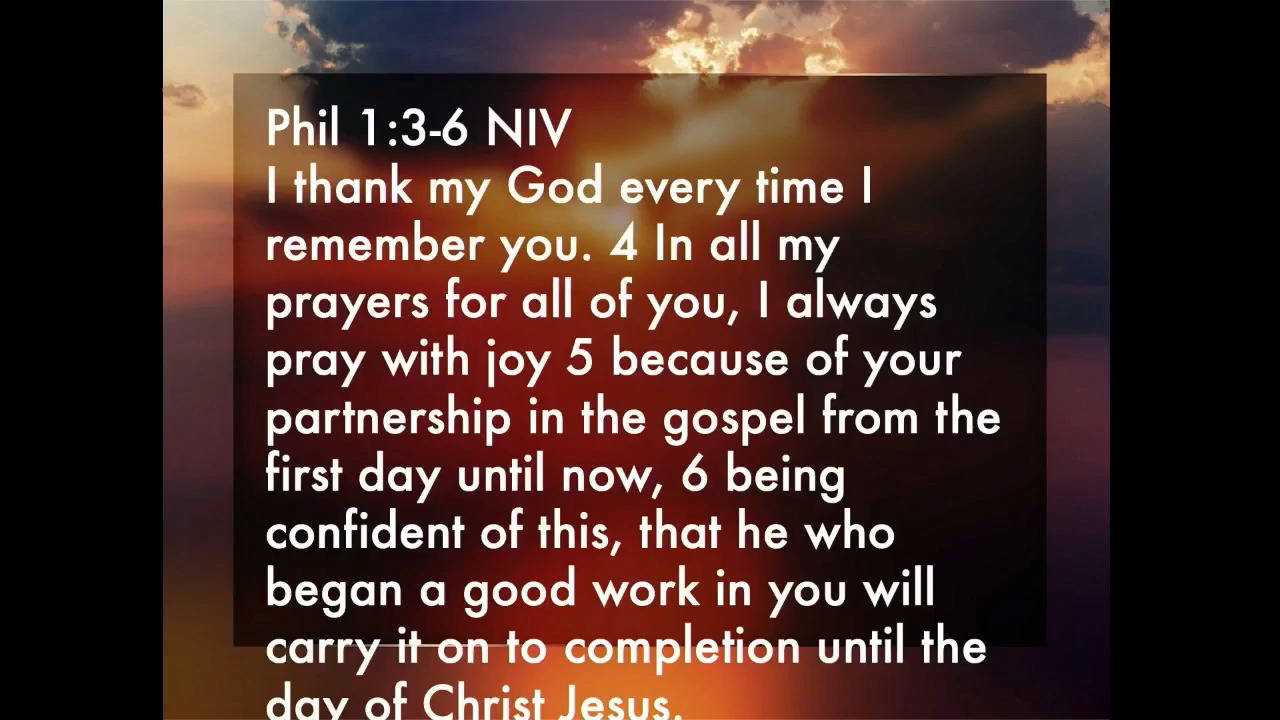 Phil 1:3-6 NIV
I thank my God every time I
remember you. 4 In all my
prayers for all of you, I always
pray with joy 5 because of your
partnership in the gospel from the
first day until now, 6 being
confident of this, that he who
began a good work in you will
carry it on to completion until the
day of Christ Jesus.